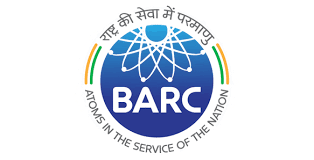 राष्ट्र की सेवा में परमाणु
BARC
ATOMS IN THE SERVICE OF THE NATION